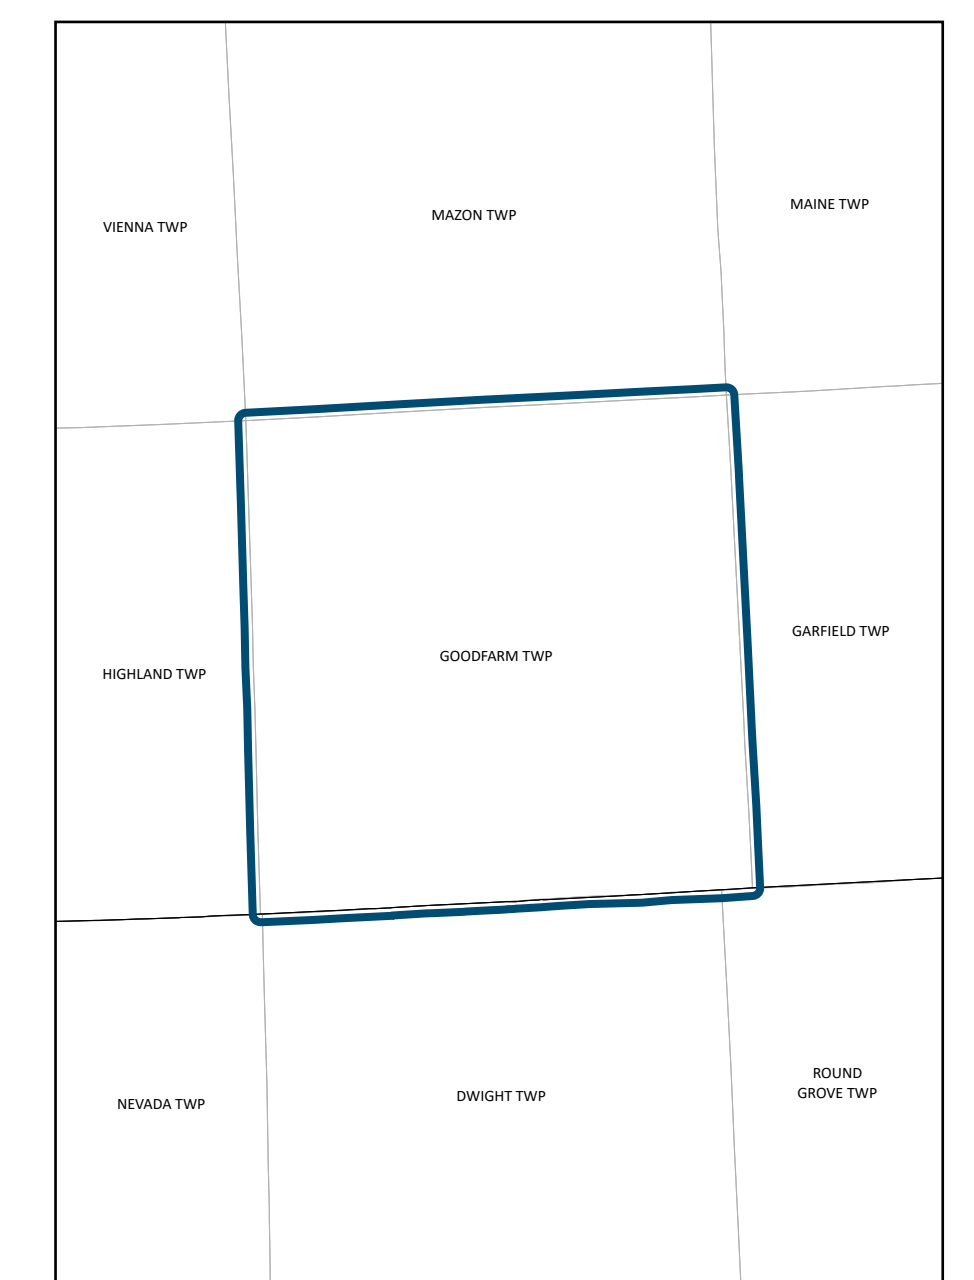 MAINE TWP
MAZON TWP
VIENNA TWP
GARFIELD TWP
GOODFARM TWP
HIGHLAND TWP
ROUND
GROVE TWP
DWIGHT TWP
NEVADA TWP